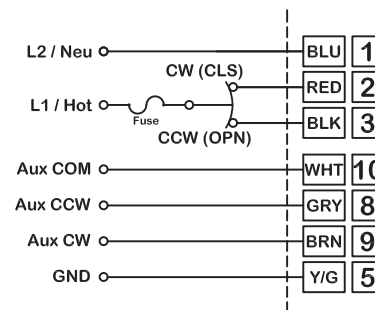 L2 / Neu BLU 1
CW (CLS)
RED 2
L1 / Hot
Fuse
BLK 3
CCW (OPN)
Aux COM WHT 10
Aux CCW GRY 8
Aux CW BRN 9
GND Y/G 5